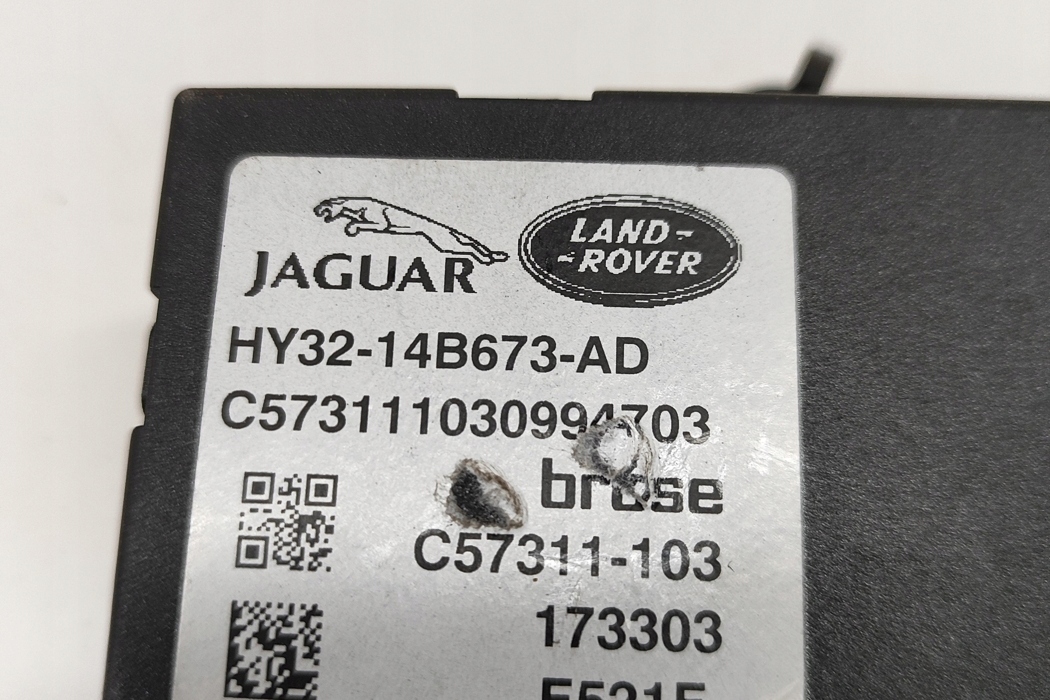 JAGUAR
LAND-
-ROVER
HY32-14B673-AD
C573111030994703
brose
C57311-103
173303